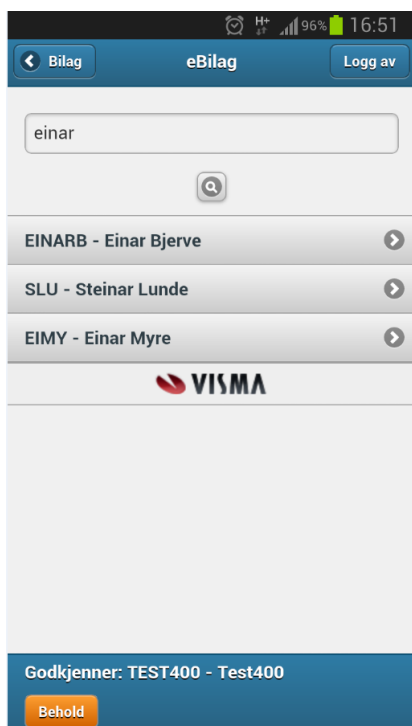 H+ 96% 16:51
Bilag eBilag Logg av
einar
EINARB - Einar Bjerve
SLU - Steinar Lunde
EIMY - Einar Myre
VISMA
Godkjenner: TEST400 - Test400
Behold